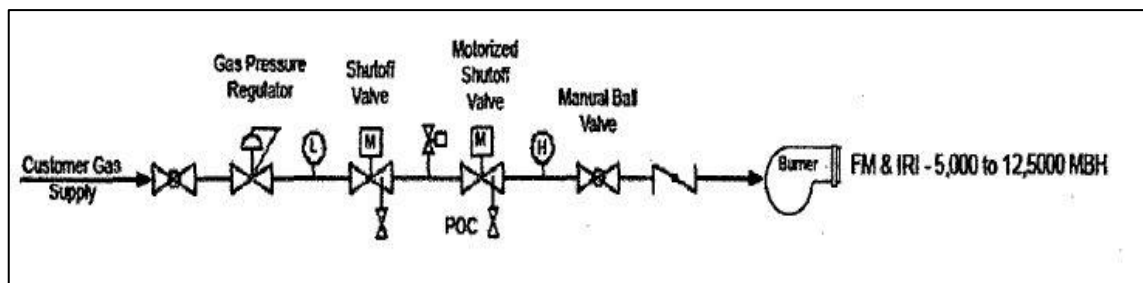 Gas Pressure
Regulator
Shutoff
Valve
Motorized
Shutoff
Valve
Manual Ball
Valve
L
M
M
H
Customer Gas
Supply
POC
Burner
FM & IRI - 5,000 to 12,5000 MBH